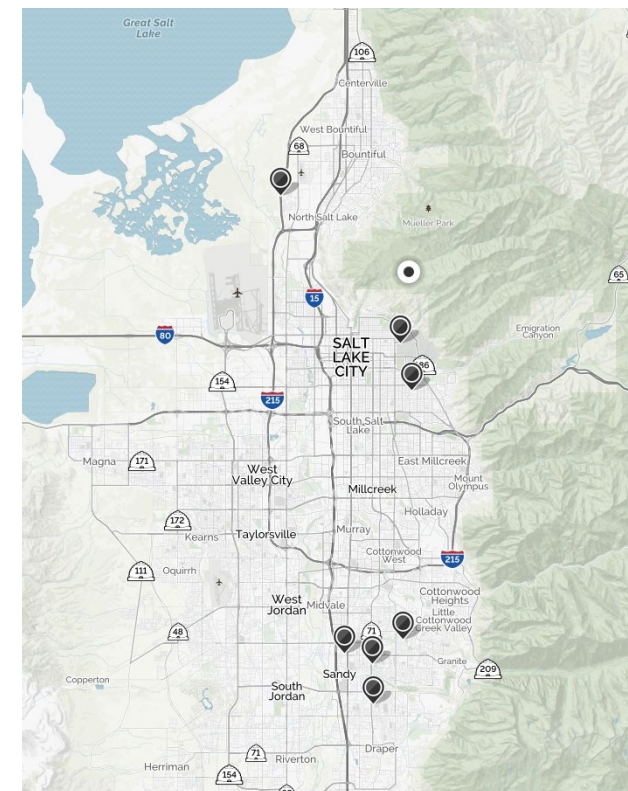 Great Salt
Lake
106
Centerville
West Bountiful
68
Bountiful
North Salt Lake
Mueller Park
65
15
80
Emigration
Canyon
SALT
LAKE
CITY
154
215
South Salt
Lake
Magna
171
East Millcreek
West
Valley City
Mount
Olympus
Millcreek
172
Holladay
Kearns
Taylorsville
Murray
Cottonwood
West
215
111
Oquirrh
Cottonwood
Heights
West
Jordan
Midvale
Little
Cottonwood
Creek Valley
48
71
Granite
209
Copperton
Sandy
South
Jordan
Draper
71
Riverton
Herriman
154